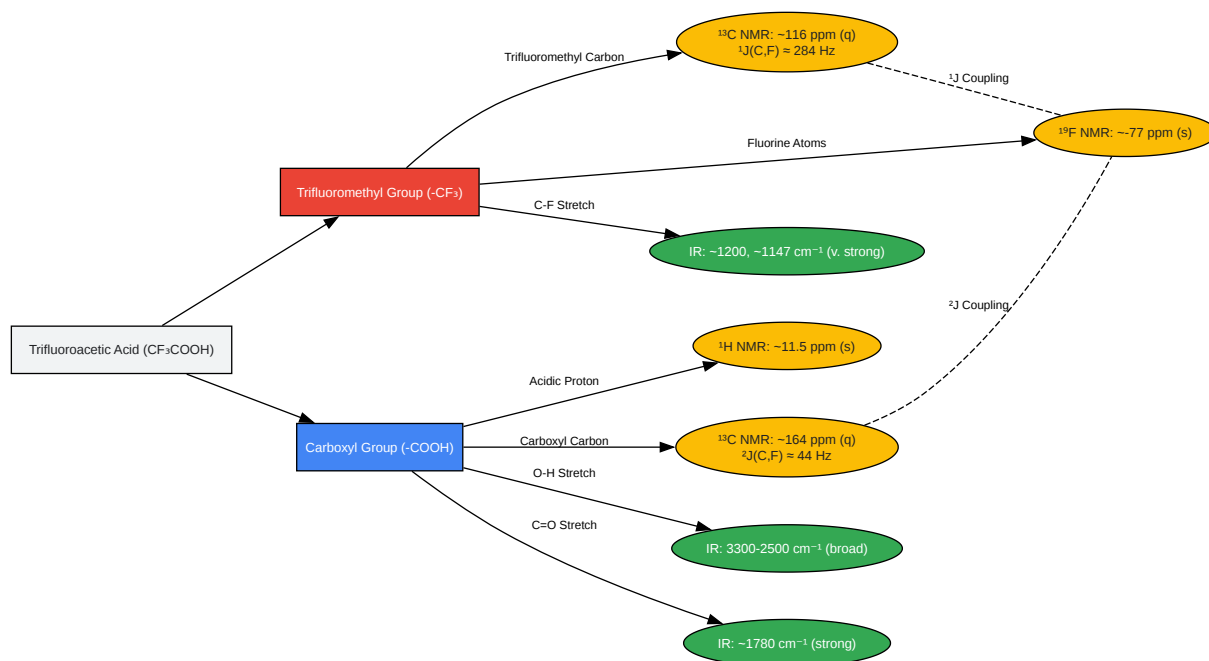 ¹³C NMR: ~116 ppm (q)
¹J(C,F) ≈ 284 Hz
Trifluoromethyl Carbon
¹J Coupling
¹⁹F NMR: ~-77 ppm (s)
Fluorine Atoms
Trifluoromethyl Group (-CF₃)
C-F Stretch
IR: ~1200, ~1147 cm⁻¹ (v. strong)
²J Coupling
Trifluoroacetic Acid (CF₃COOH)
¹H NMR: ~11.5 ppm (s)
Acidic Proton
Carboxyl Group (-COOH)
Carboxyl Carbon
¹³C NMR: ~164 ppm (q)
²J(C,F) ≈ 44 Hz
O-H Stretch
C=O Stretch
IR: 3300-2500 cm⁻¹ (broad)
IR: ~1780 cm⁻¹ (strong)